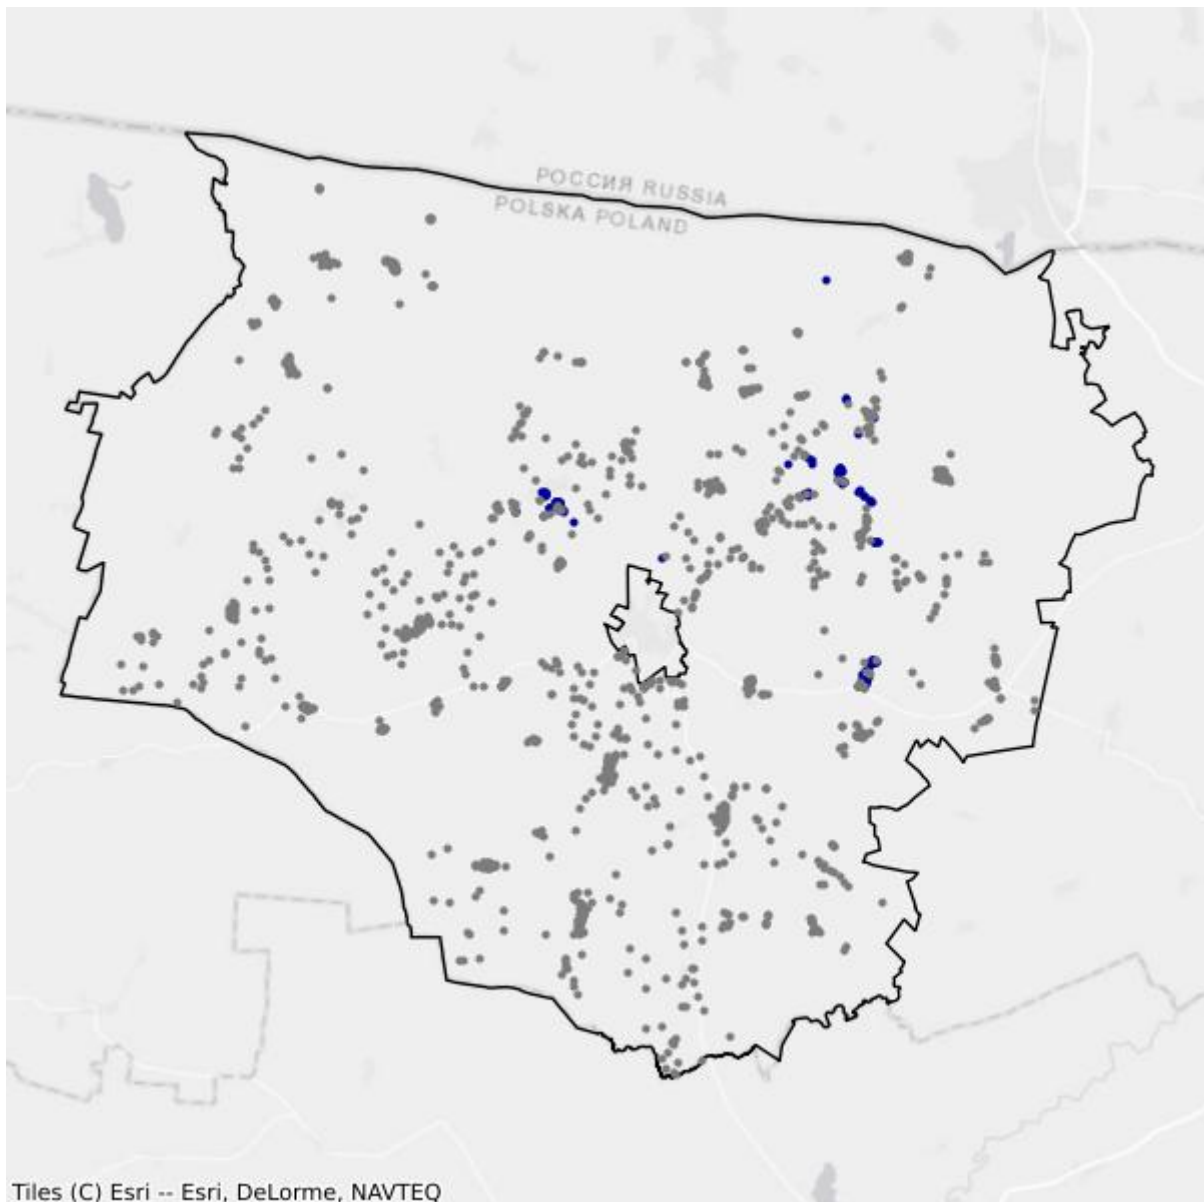 РОССИЯ RUSSIA
POLSKA POLAND
Tiles (C) Esri -- Esri, DeLorme, NAVTEQ